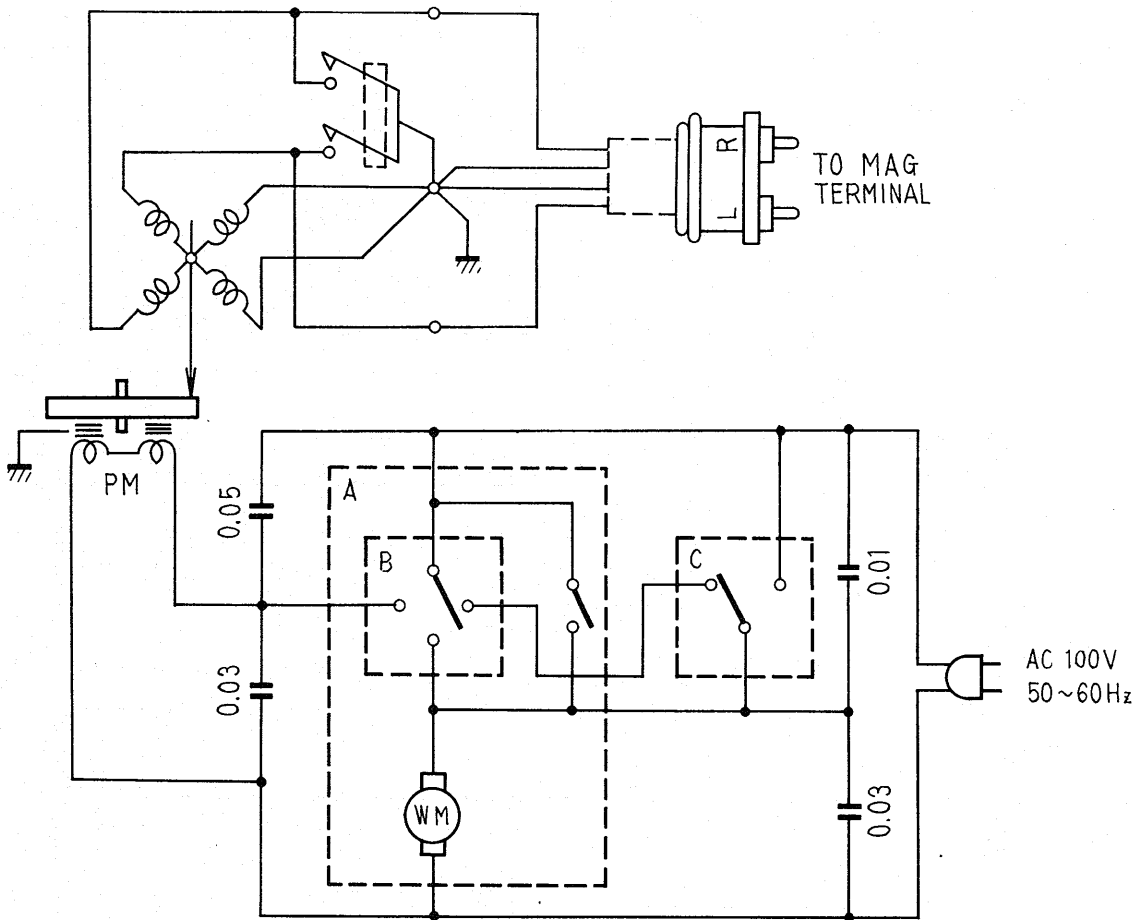 R
L
TO MAG
TERMINAL
PM
0.05
A
B
C
0.01
0.03
AC 100V
50~60Hz
WM
0.03